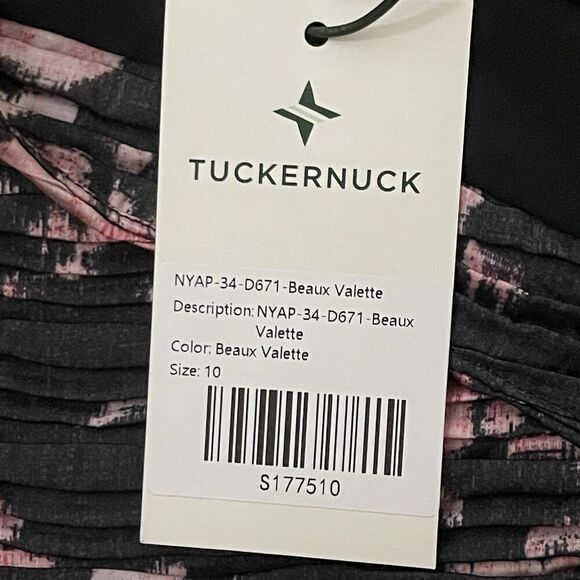 TUCKERNUCK
NYAP-34-D671-Beaux Valette
Description: NYAP-34-D671-Beaux
Valette
Color: Beaux Valette
Size: 10
S177510